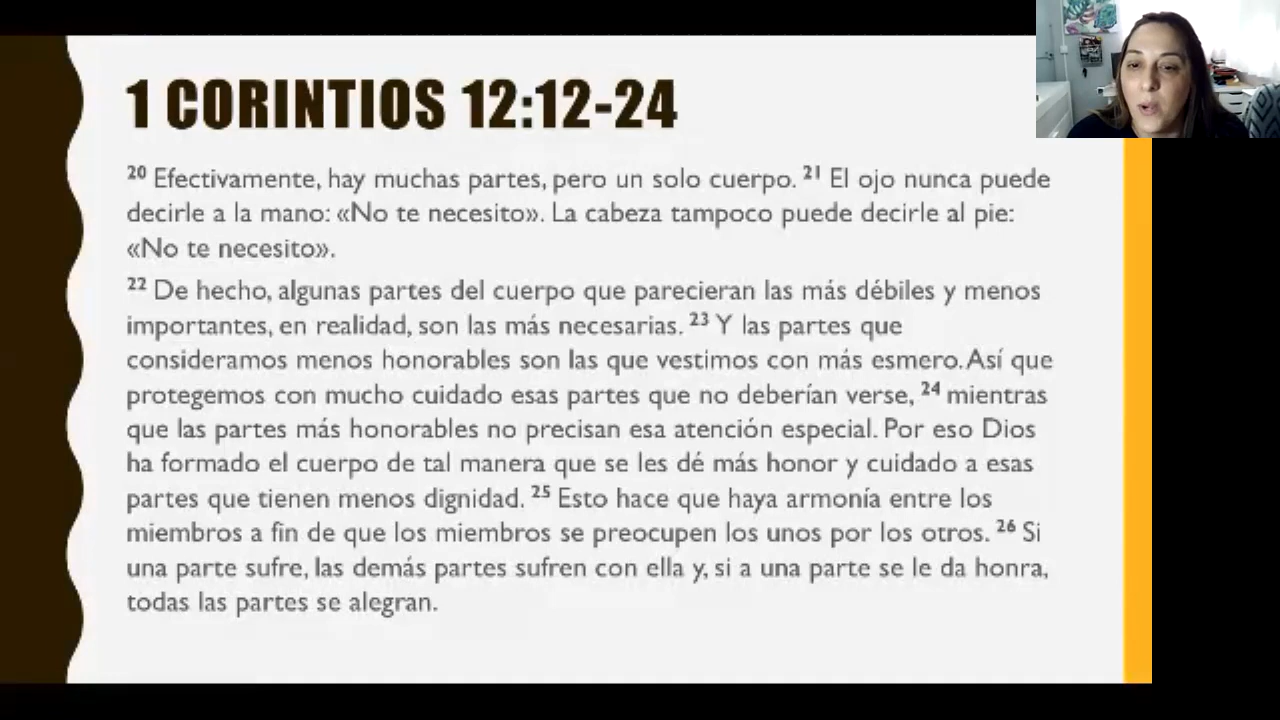 1 CORINTIOS 12:12-24
20 Efectivamente, hay muchas partes, pero un solo cuerpo. 21 El ojo nunca puede
decirle a la mano: «No te necesito». La cabeza tampoco puede decirle al pie:
«No te necesito».
22 De hecho, algunas partes del cuerpo que parecieran las más débiles y menos
importantes, en realidad, son las más necesarias. 23 Y las partes que
consideramos menos honorables son las que vestimos con más esmero. Así que
protegemos con mucho cuidado esas partes que no deberían verse, 24 mientras
que las partes más honorables no precisan esa atención especial. Por eso Dios
ha formado el cuerpo de tal manera que se les dé más honor y cuidado a esas
partes que tienen menos dignidad. 25 Esto hace que haya armonía entre los
miembros a fin de que los miembros se preocupen los unos por los otros. 26 Si
una parte sufre, las demás partes sufren con ella y, si a una parte se le da honra,
todas las partes se alegran.